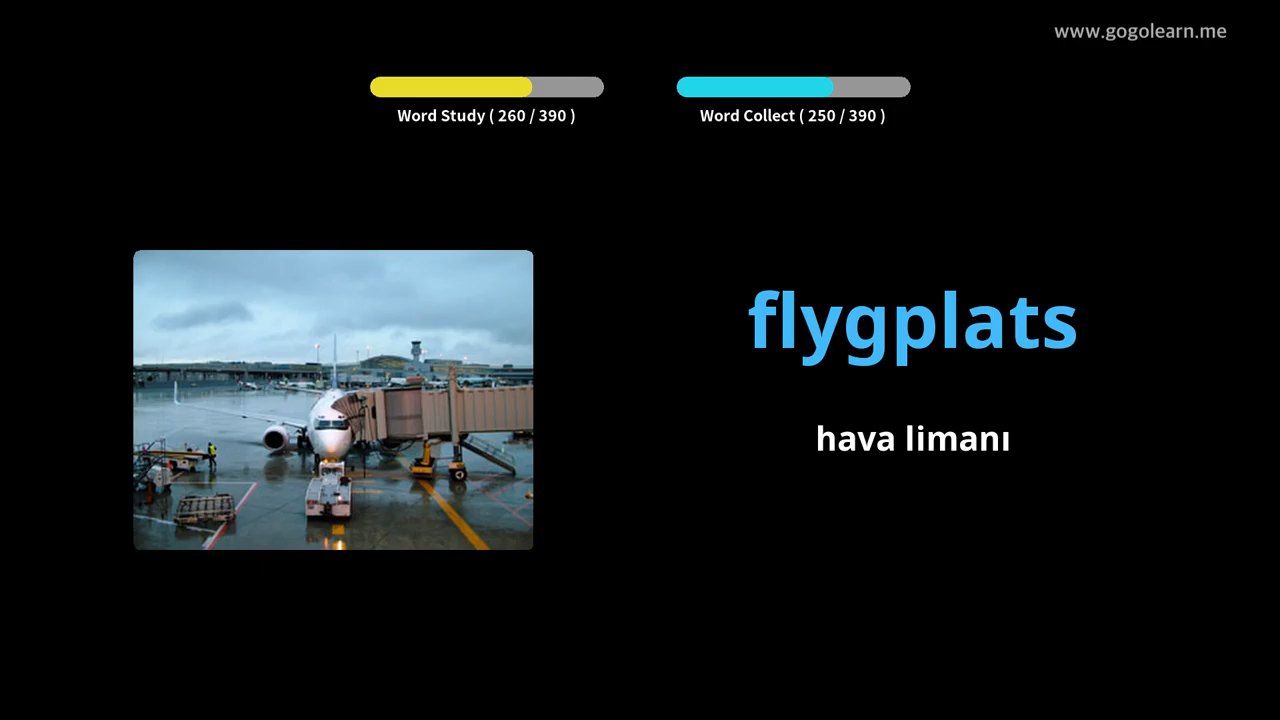 www.gogolearn.me
Word Study ( 260 / 390 )
Word Collect ( 250 / 390 )
flygplats
hava limanı